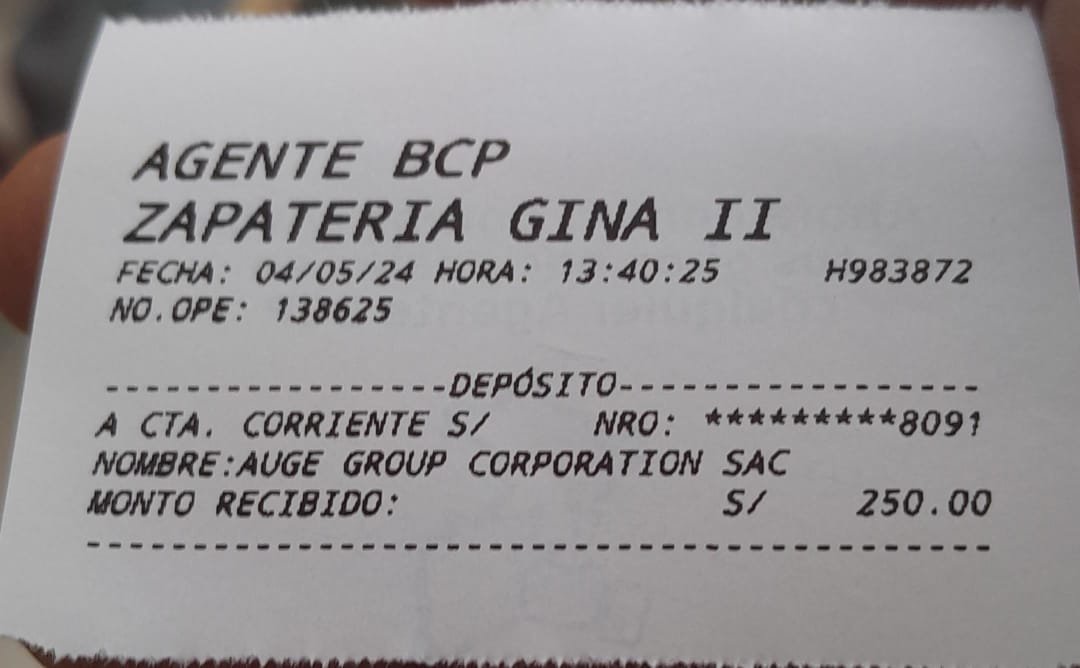 AGENTE BCP
ZAPATERIA GINA II
FECHA: 04/05/24 HORA: 13:40:25 H983872
NO.OPE: 138625
-----------------DEPÓSITO------------------
A CTA. CORRIENTE S/ NRO: *********8091
NOMBRE:AUGE GROUP CORPORATION SAC
MONTO RECIBIDO: S/ 250.00
-------------------------------------------